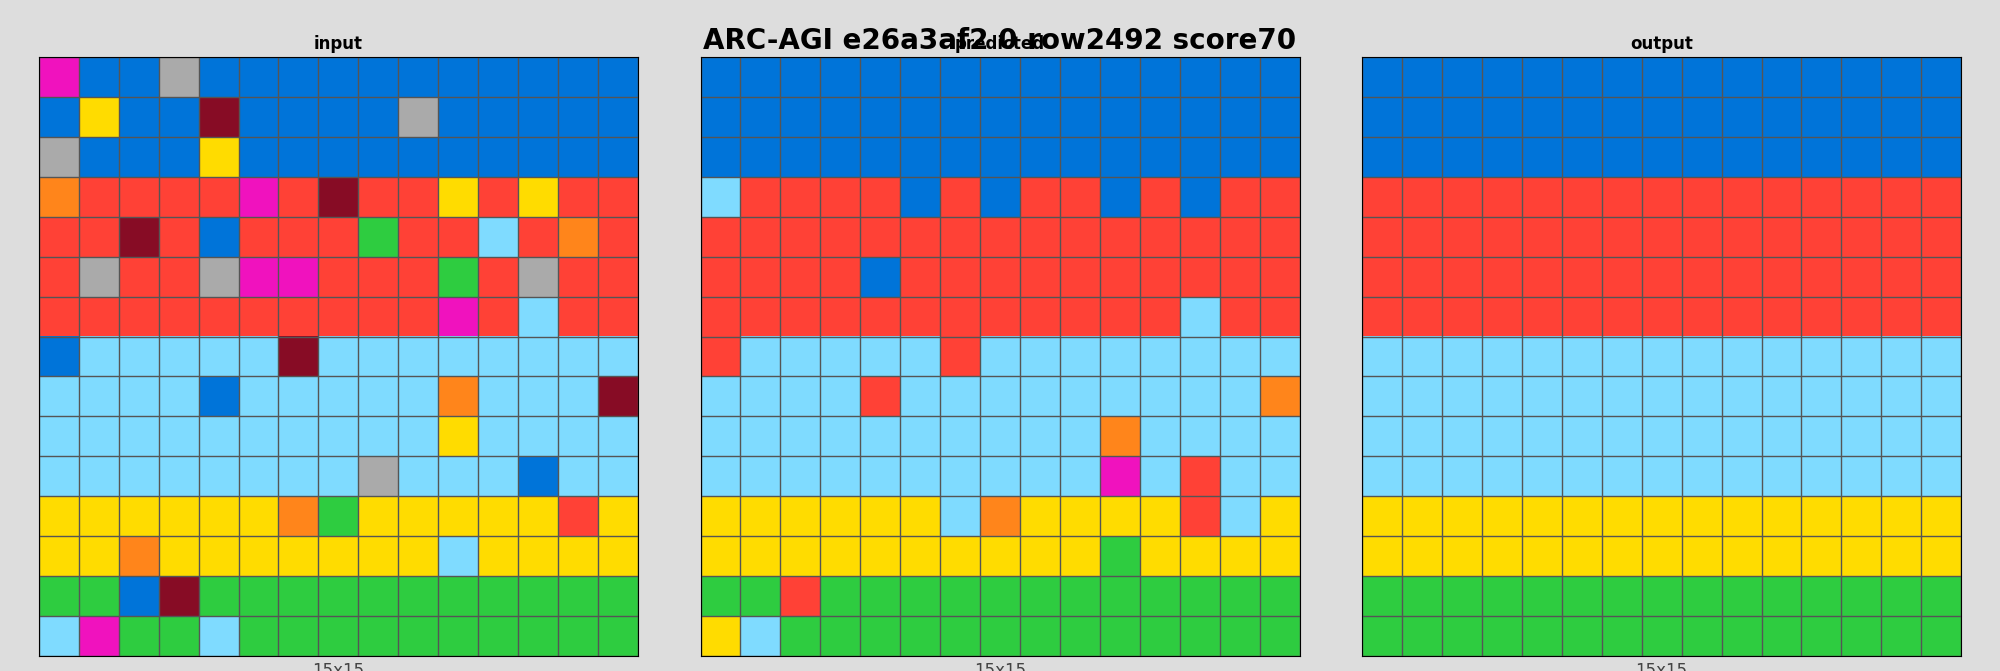 ARC-AGI e26a3af2 0 row2492 score70
input
predicted
output
15x15
15x15
15x15